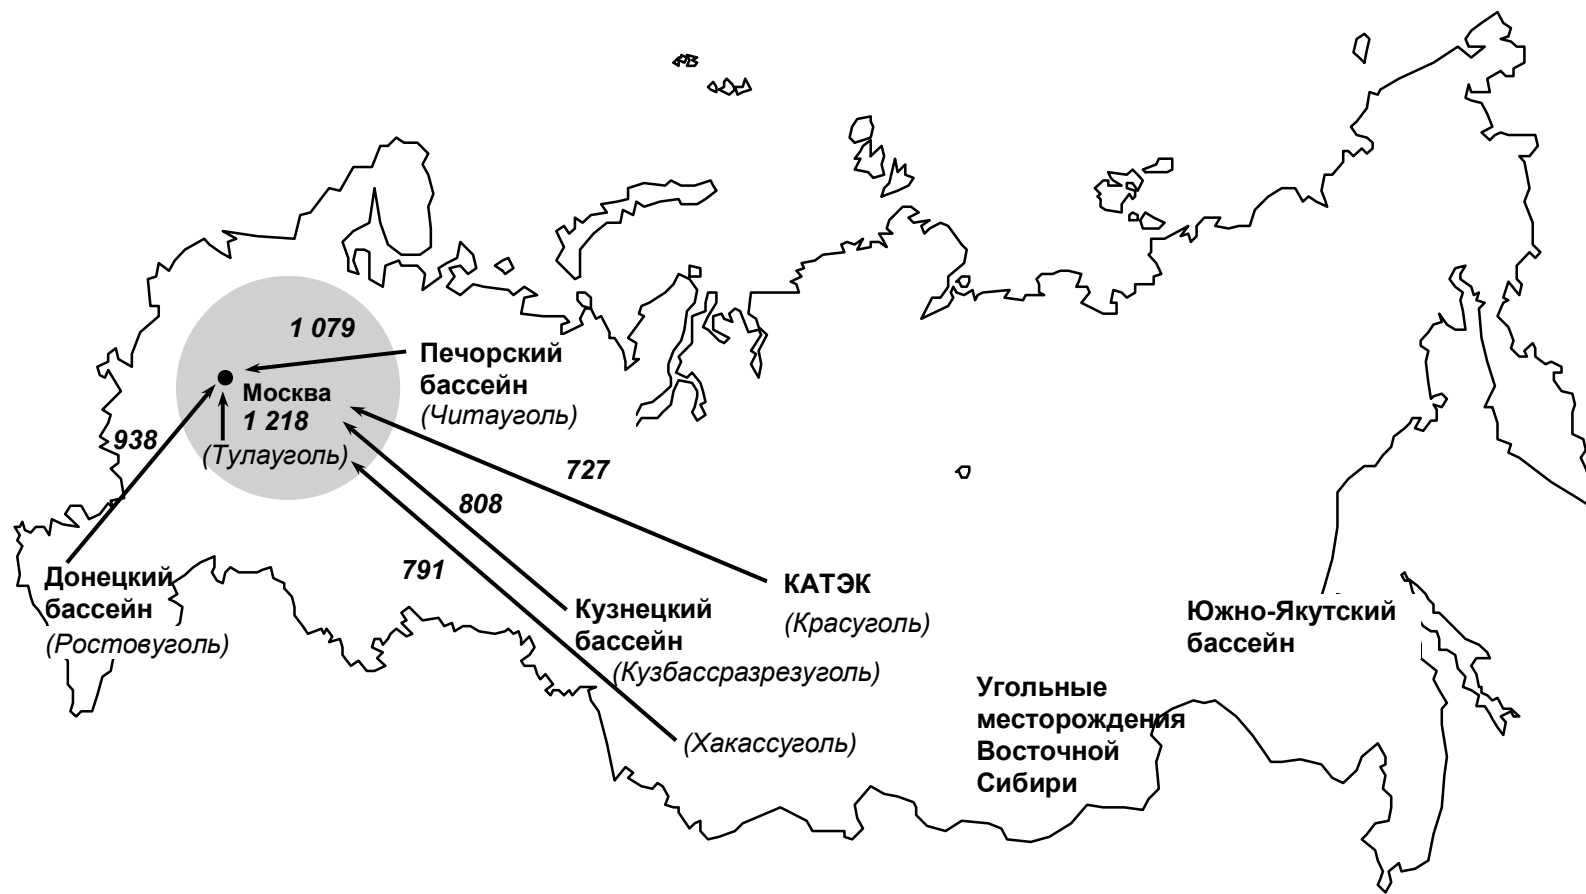 1 079
Печорский
бассейн
(Читауголь)
Москва
1 218
(Тулауголь)
938
727
808
791
Донецкий
бассейн
(Ростовуголь)
Кузнецкий
бассейн
(Кузбассразрезуголь)
КАТЭК
(Красуголь)
(Хакассуголь)
Южно-Якутский
бассейн
Угольные
месторождения
Восточной
Сибири